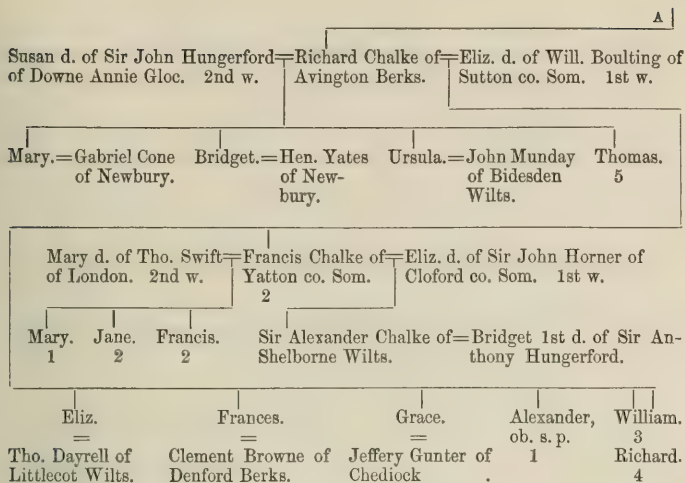 A
Susan d. of Sir John Hungerford=Richard Chalke of=Eliz. d. of Will. Boulting of
of Downe Annie Gloc. 2nd w. Avington Berks. Sutton co. Som. 1st w.
Mary.=Gabriel Cone Bridget.=Hen. Yates Ursula.=John Munday Thomas.
of Newbury. of New- of Bidesden 5
bury. Wilts.
Mary d. of Tho. Swift=Francis Chalke of=Eliz. d. of Sir John Horner of
of London. 2nd w. Yatton co. Som. Cloford co. Som. 1st w.
2
Mary. Jane. Francis. Sir Alexander Chalke of=Bridget 1st d. of Sir An-
1 2 2 Shelborne Wilts. thony Hungerford.
Eliz. Frances. Grace. Alexander, William.
= = = ob. s. p. 3
Tho. Dayrell of Clement Browne of Jeffery Gunter of 1 Richard.
Littlecot Wilts. Denford Berks. Chediock . 4